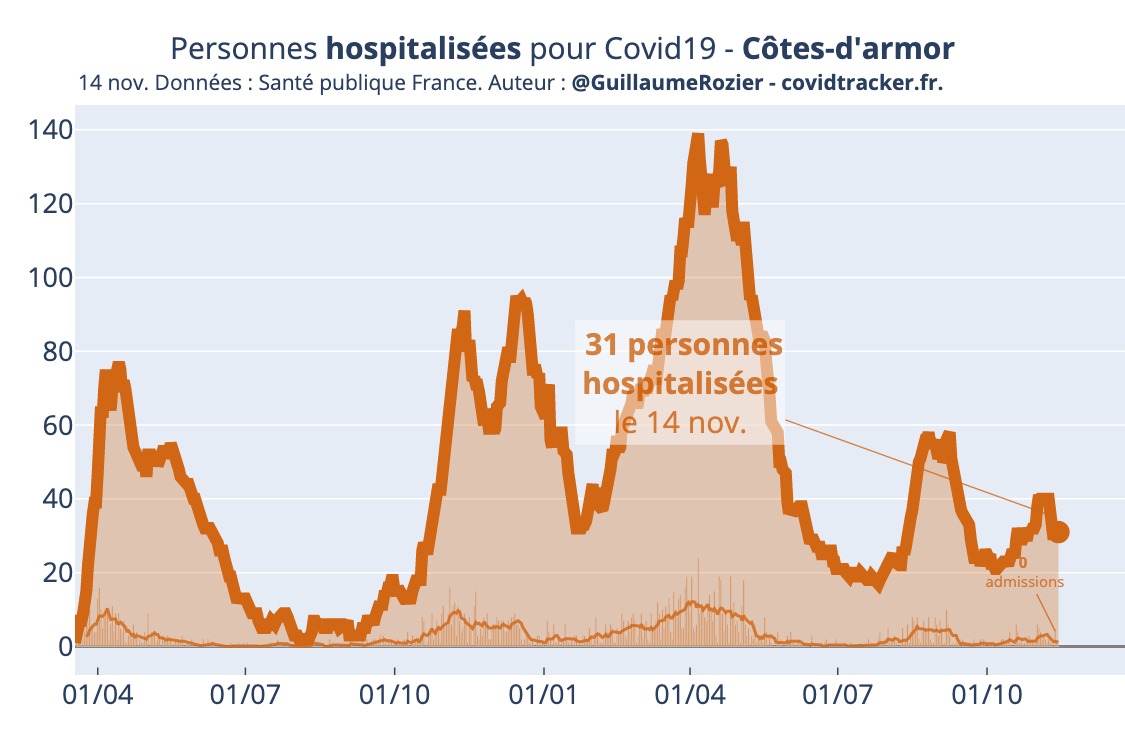 Personnes hospitalisées pour Covid19 - Côtes-d'armor
14 nov. Données : Santé publique France. Auteur : @GuillaumeRozier - covidtracker.fr.
140
120
100
80
60
40
20
0
31 personnes
hospitalisées
le 14 nov.
0
admissions
01/04
01/07
01/10
01/01
01/04
01/07
01/10